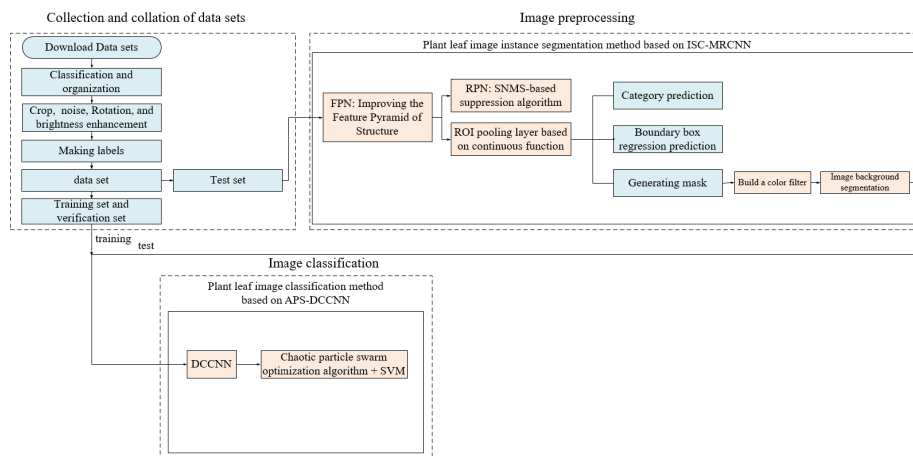 Collection and collation of data sets
Download Data sets
Classification and
organization
Crop, noise, Rotation, and
brightness enhancement
Making labels
data set
Test set
Training set and
verification set
training
test
Image preprocessing
Plant leaf image instance segmentation method based on ISC-MRCNN
FPN: Improving the
Feature Pyramid of
Structure
RPN: SNMS-based
suppression algorithm
ROI pooling layer based
on continuous function
Category prediction
Boundary box
regression prediction
Generating mask
Build a color filter
Image background
segmentation
Image classification
Plant leaf image classification method
based on APS-DCCNN
DCCNN
Chaotic particle swarm
optimization algorithm + SVM